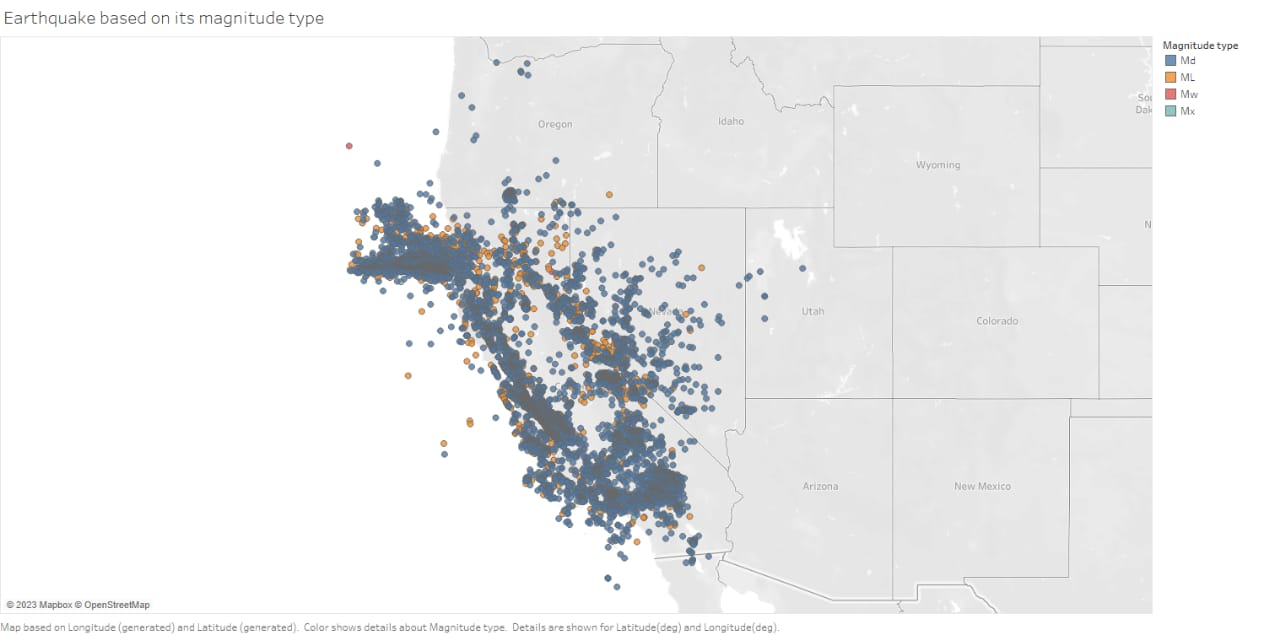 Earthquake based on its magnitude type
Magnitude type
Md
ML
Mw
Mx
Sou
Dak
Oregon
Idaho
Wyoming
N
Nevada
Utah
Colorado
Arizona
New Mexico
© 2023 Mapbox © OpenStreetMap
Map based on Longitude (generated) and Latitude (generated). Color shows details about Magnitude type. Details are shown for Latitude(deg) and Longitude(deg).